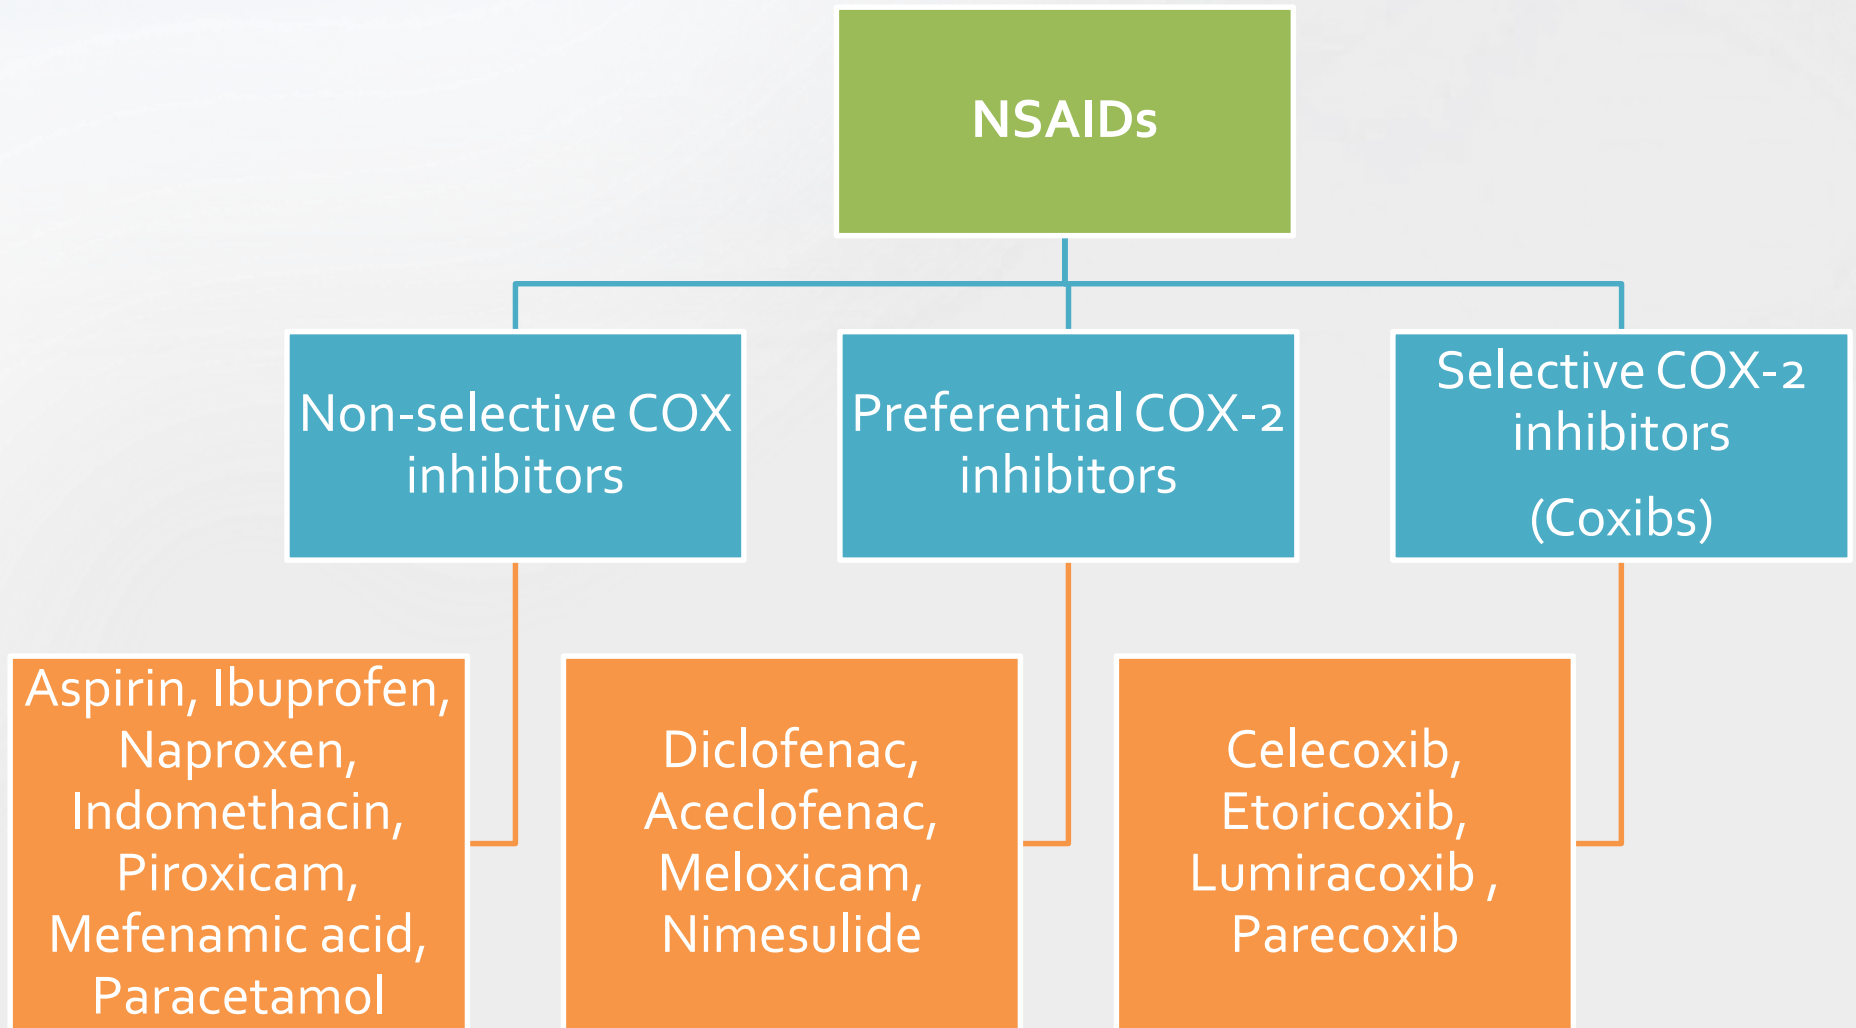 NSAIDs
Non-selective COX
inhibitors
Preferential COX-2
inhibitors
Selective COX-2
inhibitors
(Coxibs)
Aspirin, Ibuprofen,
Naproxen,
Indomethacin,
Piroxicam,
Mefenamic acid,
Paracetamol
Diclofenac,
Aceclofenac,
Meloxicam,
Nimesulide
Celecoxib,
Etoricoxib,
Lumiracoxib ,
Parecoxib